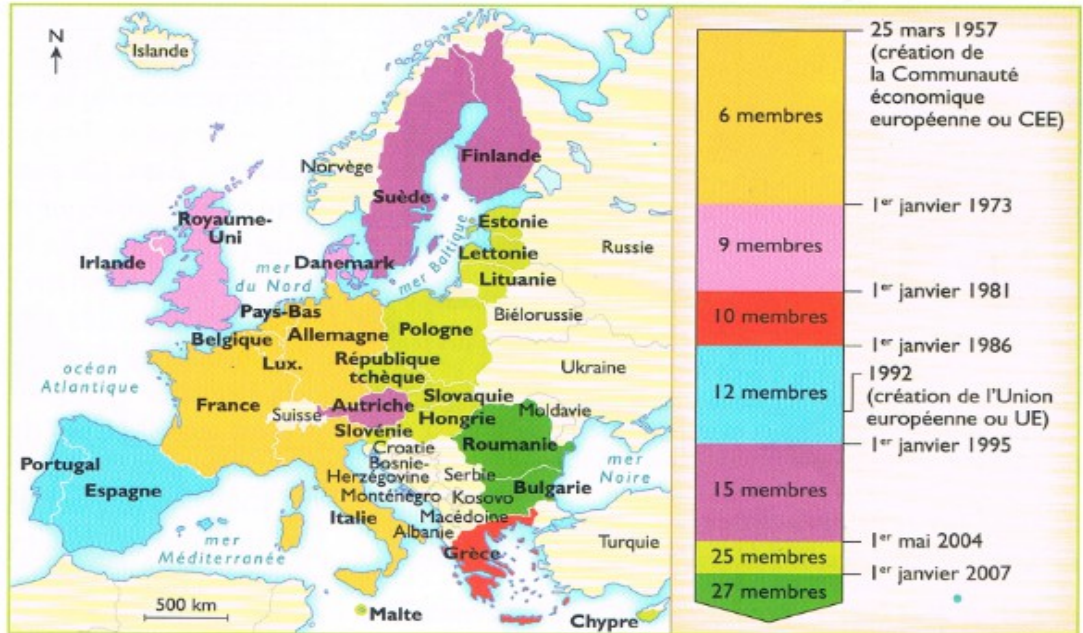 N
Islande
Norvège
Finlande
Suède
Royaume-
Uni
Estonie
Russie
Irlande
mer
du Nord
Danemark
mer Baltique
Lettonie
Lituanie
Pays-Bas
Biélorussie
Belgique
Allemagne
Pologne
océan
Atlantique
Lux.
République
tchèque
Ukraine
France
Suisse
Autriche
Slovaquie
Hongrie
Moldavie
Slovénie
Roumanie
Croatie
Portugal
Bosnie-
Herzégovine
Serbie
mer
Noire
Espagne
Monténégro
Kosovo
Bulgarie
Italie
Macédoine
Albanie
mer
Méditerranée
Grèce
Turquie
500 km
Malte
Chypre
25 mars 1957
(création de
la Communauté
économique
européenne ou CEE)
6 membres
1er janvier 1973
9 membres
1er janvier 1981
10 membres
1er janvier 1986
12 membres
1992
(création de l'Union
européenne ou UE)
1er janvier 1995
15 membres
1er mai 2004
25 membres
1er janvier 2007
27 membres